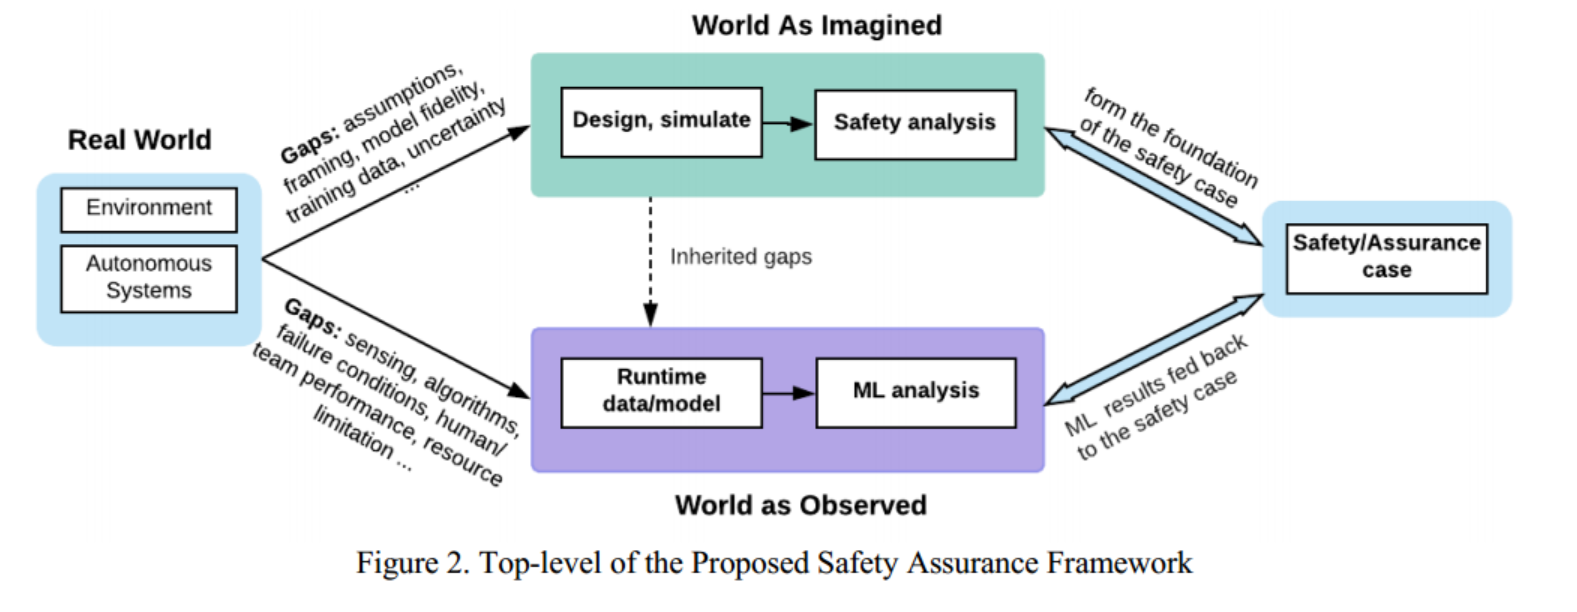 World As Imagined
Real World
Environment
Autonomous
Systems
Gaps: assumptions,
framing, model fidelity,
training data, uncertainty
...
Design, simulate
Safety analysis
form the foundation
of the safety case
Inherited gaps
Safety/Assurance
case
Gaps: sensing, algorithms,
failure conditions, human/
team performance, resource
limitation ...
Runtime
data/model
ML analysis
ML results fed back
to the safety case
World as Observed
Figure 2. Top-level of the Proposed Safety Assurance Framework